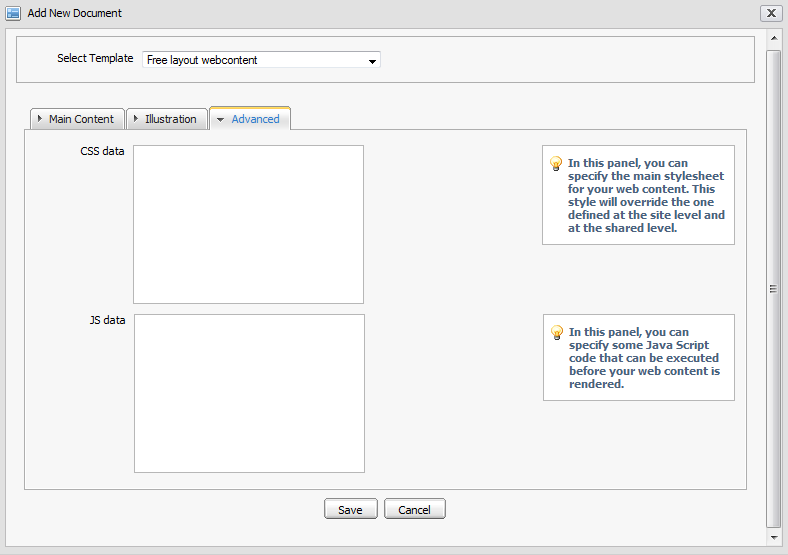 Add New Document
Select Template
Free layout webcontent
Main Content
Illustration
Advanced
CSS data
In this panel, you can
specify the main stylesheet
for your web content. This
style will override the one
defined at the site level and
at the shared level.
JS data
In this panel, you can
specify some Java Script
code that can be executed
before your web content is
rendered.
Save
Cancel